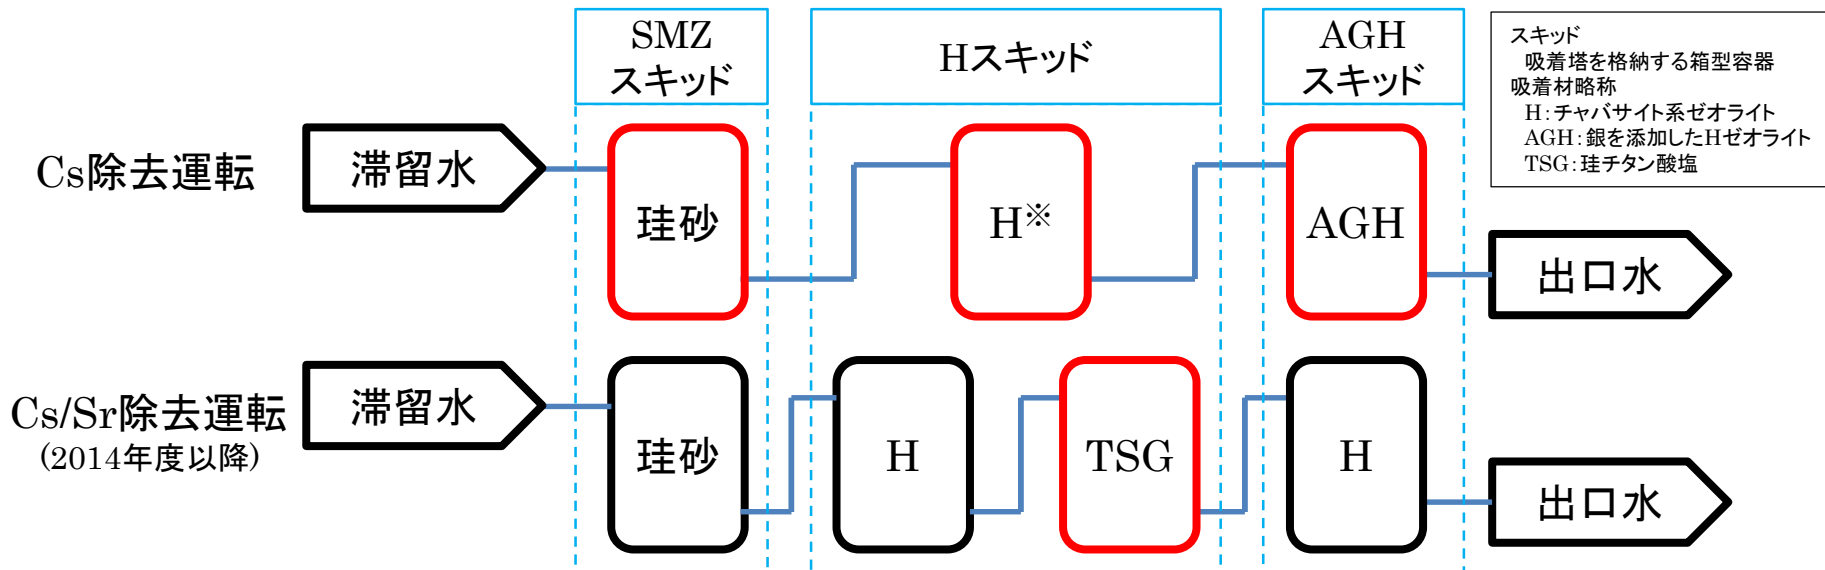 SMZ
スキッド
Hスキッド
AGH
スキッド
スキッド
吸着塔を格納する箱型容器
吸着材略称
H:チャバサイト系ゼオライト
AGH:銀を添加したHゼオライト
TSG:珪チタン酸塩
Cs除去運転
滞留水
珪砂
H※
AGH
出口水
Cs/Sr除去運転
(2014年度以降)
滞留水
珪砂
H
TSG
H
出口水